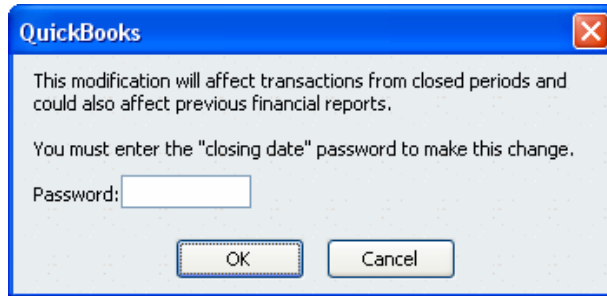 QuickBooks
This modification will affect transactions from closed periods and
could also affect previous financial reports.
You must enter the "closing date" password to make this change.
Password:
OK Cancel